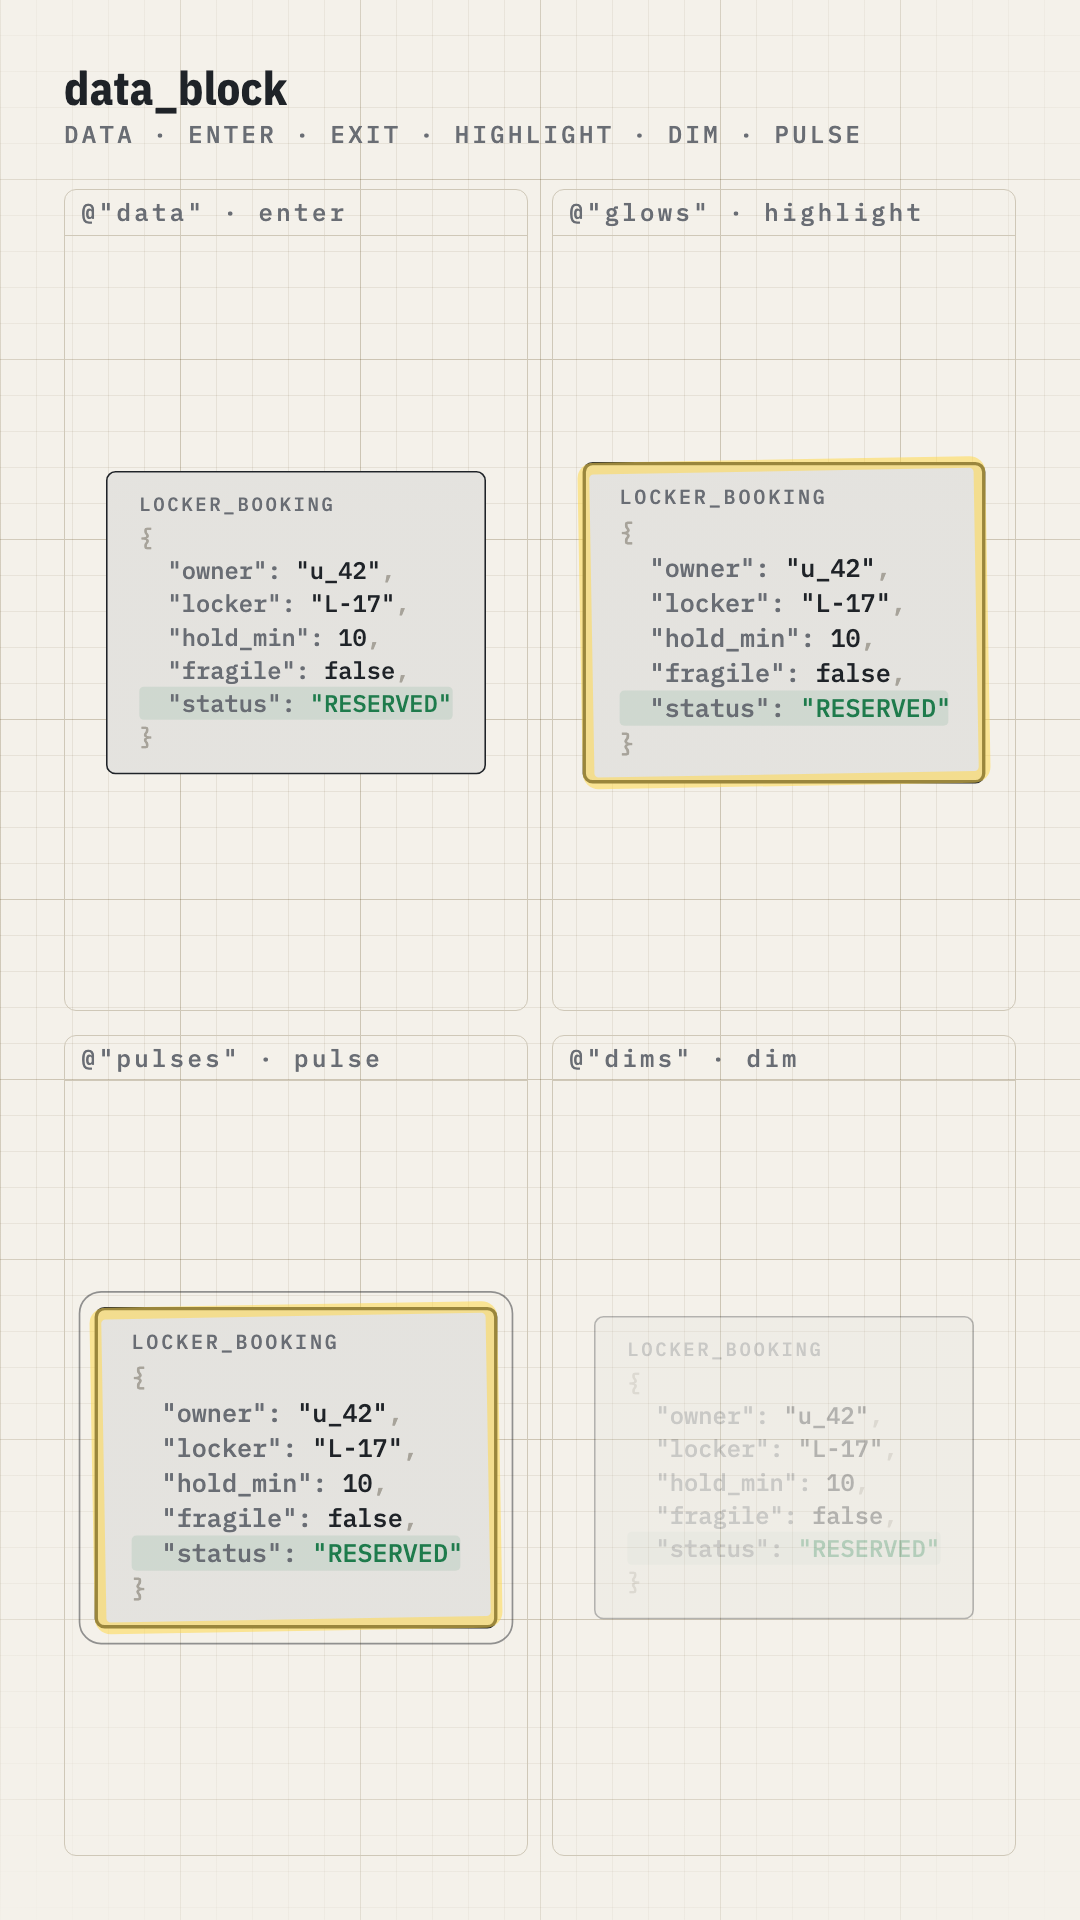 data_block
DATA · ENTER · EXIT · HIGHLIGHT · DIM · PULSE
@"data" · enter
LOCKER_BOOKING
{
"owner": "u_42",
"locker": "L-17",
"hold_min": 10,
"fragile": false,
"status": "RESERVED"
}
@"glows" · highlight
LOCKER_BOOKING
{
"owner": "u_42",
"locker": "L-17",
"hold_min": 10,
"fragile": false,
"status": "RESERVED"
}
@"pulses" · pulse
LOCKER_BOOKING
{
"owner": "u_42",
"locker": "L-17",
"hold_min": 10,
"fragile": false,
"status": "RESERVED"
}
@"dims" · dim
LOCKER_BOOKING
{
"owner": "u_42",
"locker": "L-17",
"hold_min": 10,
"fragile": false,
"status": "RESERVED"
}